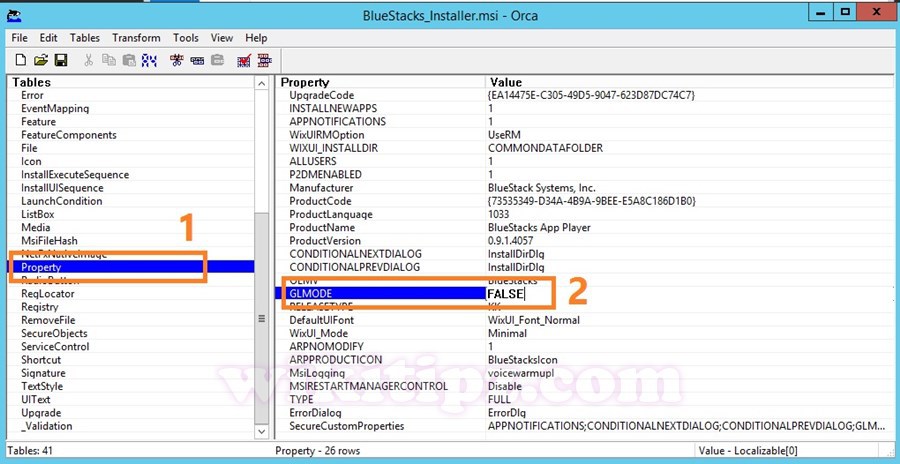 BlueStacks_Installer.msi - Orca
File Edit Tables Transform Tools View Help
Tables
Error
EventMapping
Feature
FeatureComponents
File
Icon
InstallExecuteSequence
InstallUISequence
LaunchCondition
ListBox
Media
MsiFileHash
NetFxNativeImage
Property
RadioButton
ReqLocator
Registry
RemoveFile
SecureObjects
ServiceControl
Shortcut
Signature
TextStyle
UIText
Upgrade
_Validation
1
Property Value
UpgradeCode {EA14475E-C305-49D5-9047-623D87DC74C7}
INSTALLNEWAPPS 1
APPNOTIFICATIONS 1
WixUIRMOption UseRM
WIXUI_INSTALLDIR COMMONDATAFOLDER
ALLUSERS 1
P2DMENABLED 1
Manufacturer BlueStack Systems, Inc.
ProductCode {73535349-D34A-4B9A-9BEE-E5A8C186D1B0}
ProductLanguage 1033
ProductName BlueStacks App Player
ProductVersion 0.9.1.4057
CONDITIONALNEXTDIALOG InstallDirDlg
CONDITIONALPREVDIALOG InstallDirDlg
OEMV BlueStacks
GLMODE FALSE
2
RELEASETYPE KK
DefaultUIFont WixUI_Font_Normal
WixUI_Mode Minimal
ARPNOMODIFY 1
ARPPRODUCTICON BlueStacksIcon
MsiLogging voicewarmupl
MSIRESTARTMANAGERCONTROL Disable
TYPE FULL
ErrorDialog ErrorDlg
SecureCustomProperties APPNOTIFICATIONS;CONDITIONALNEXTDIALOG;CONDITIONALPREVDIALOG;GLM...
Tables: 41 Property - 26 rows Value - Localizable[0]